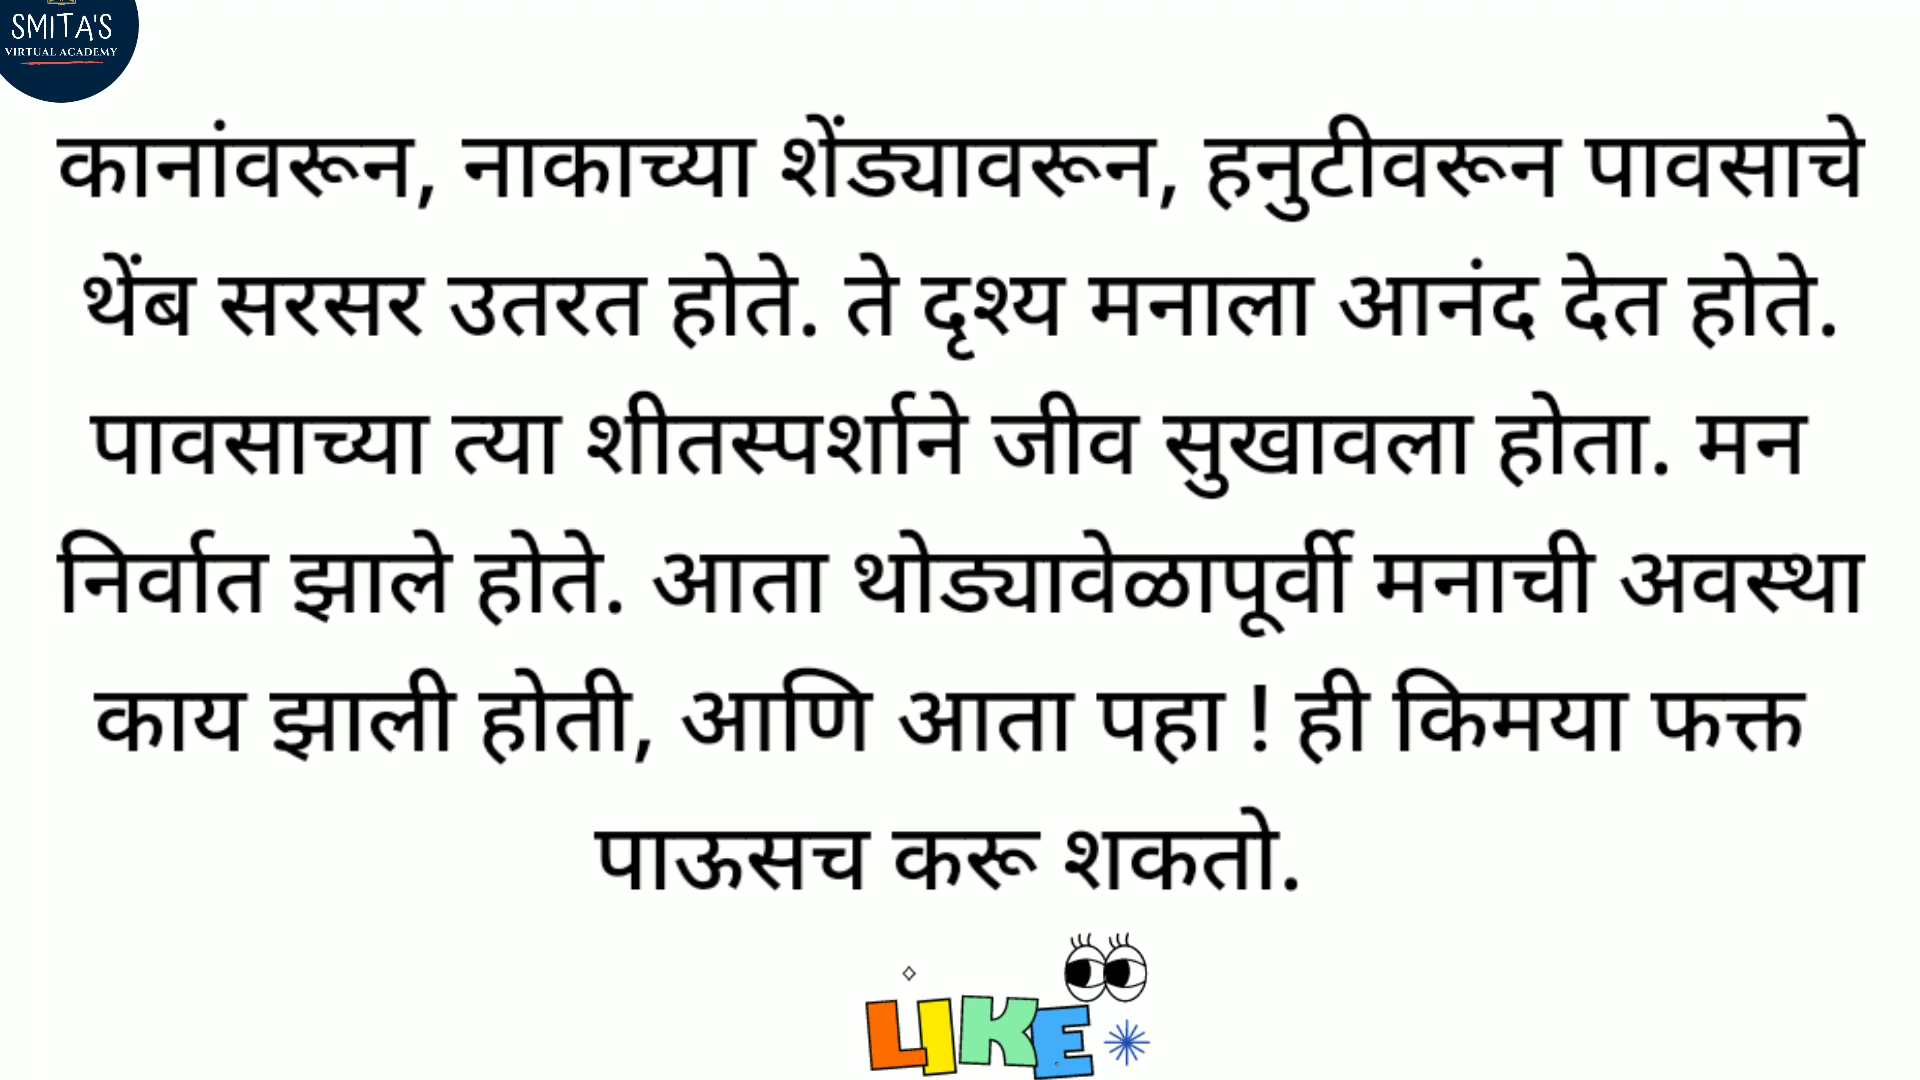 SMITA'S
VIRTUAL ACADEMY
कानांवरून, नाकाच्या शेंड्यावरून, हनुटीवरून पावसाचे
थेंब सरसर उतरत होते. ते दृश्य मनाला आनंद देत होते.
पावसाच्या त्या शीतस्पर्शाने जीव सुखावला होता. मन
निर्वात झाले होते. आता थोड्यावेळापूर्वी मनाची अवस्था
काय झाली होती, आणि आता पहा ! ही किमया फक्त
पाऊसच करू शकतो.
LIKE